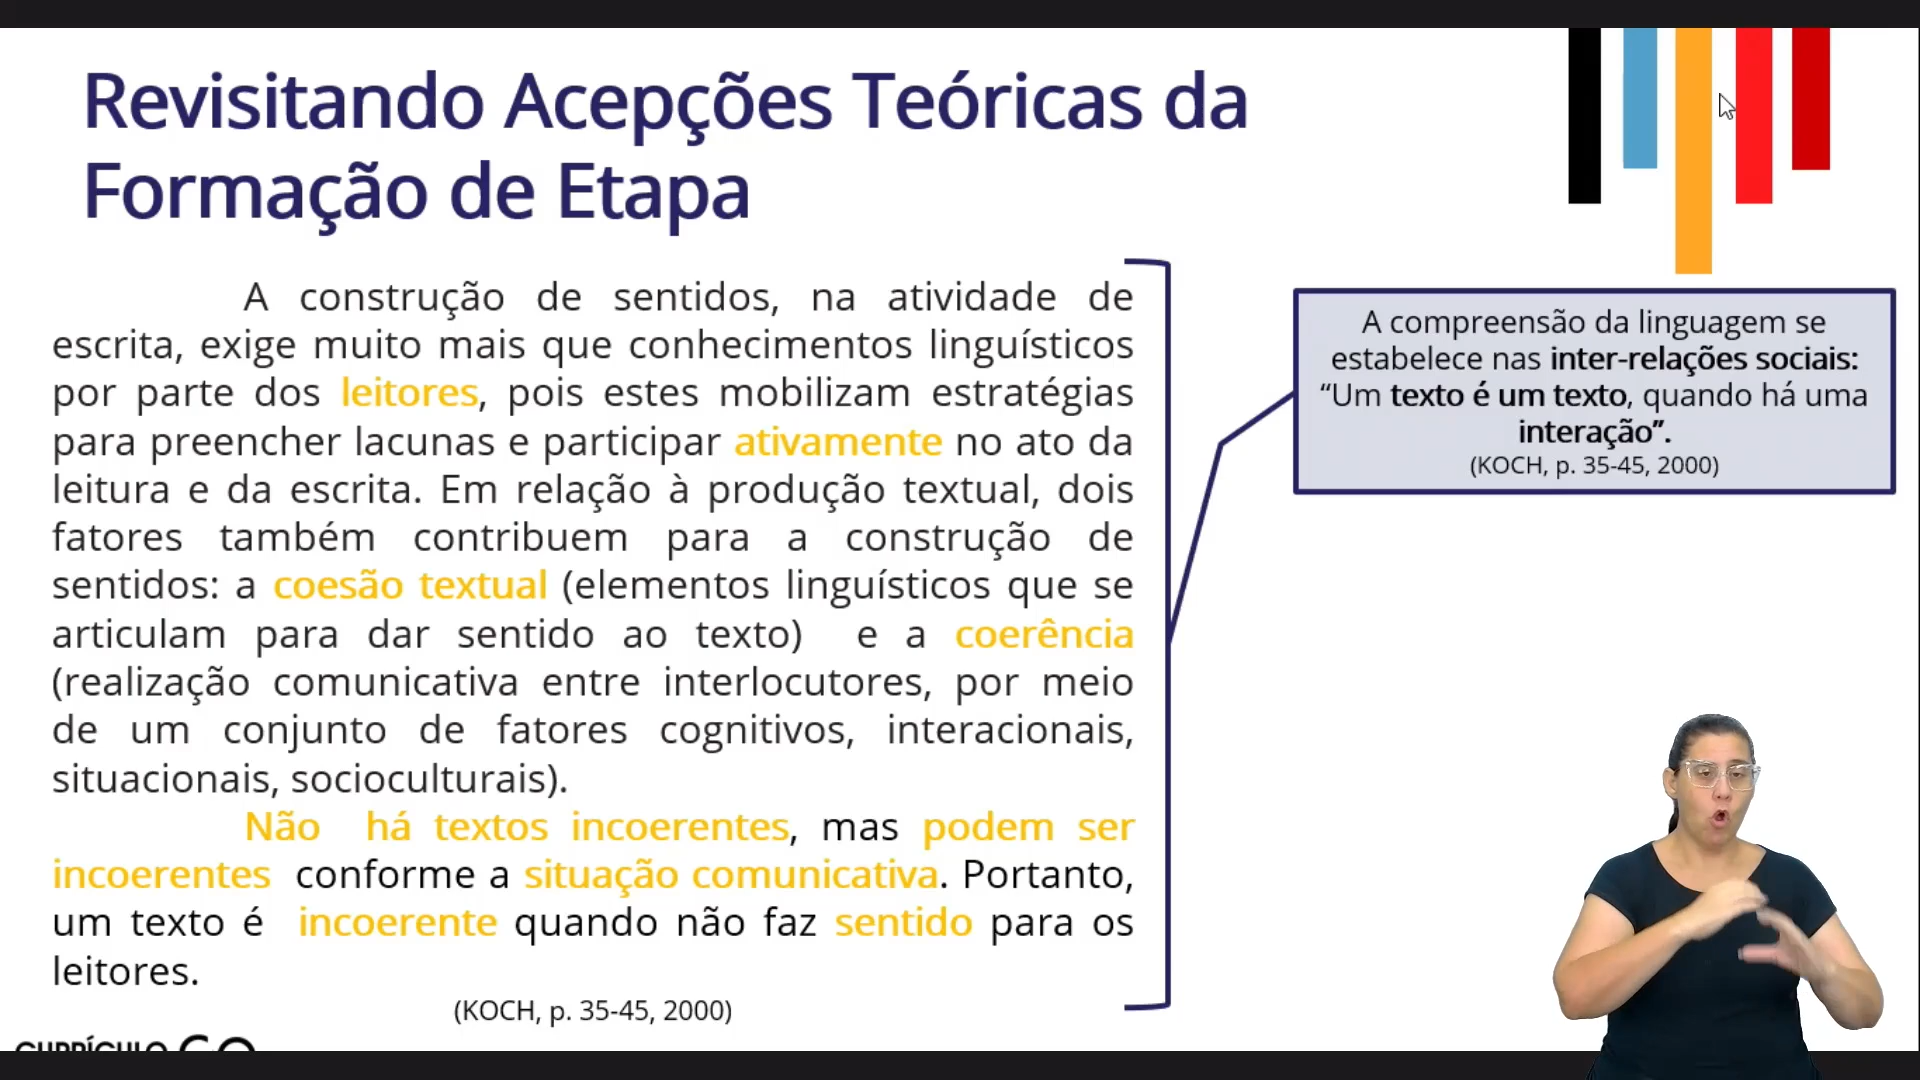 Revisitando Acepções Teóricas da
Formação de Etapa
A construção de sentidos, na atividade de
escrita, exige muito mais que conhecimentos linguísticos
por parte dos leitores, pois estes mobilizam estratégias
para preencher lacunas e participar ativamente no ato da
leitura e da escrita. Em relação à produção textual, dois
fatores também contribuem para a construção de
sentidos: a coesão textual (elementos linguísticos que se
articulam para dar sentido ao texto) e a coerência
(realização comunicativa entre interlocutores, por meio
de um conjunto de fatores cognitivos, interacionais,
situacionais, socioculturais).
Não há textos incoerentes, mas podem ser
incoerentes conforme a situação comunicativa. Portanto,
um texto é incoerente quando não faz sentido para os
leitores.
(KOCH, p. 35-45, 2000)
A compreensão da linguagem se
estabelece nas inter-relações sociais:
“Um texto é um texto, quando há uma
interação”.
(KOCH, p. 35-45, 2000)
CURRÍCULO